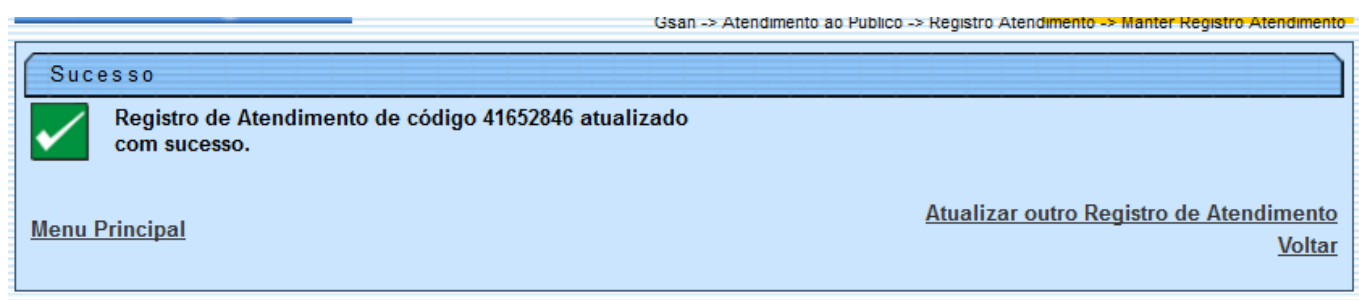 Gsan -> Atendimento ao Publico -> Registro Atendimento -> Manter Registro Atendimento
Sucesso
Registro de Atendimento de código 41652846 atualizado
com sucesso.
Atualizar outro Registro de Atendimento
Menu Principal
Voltar